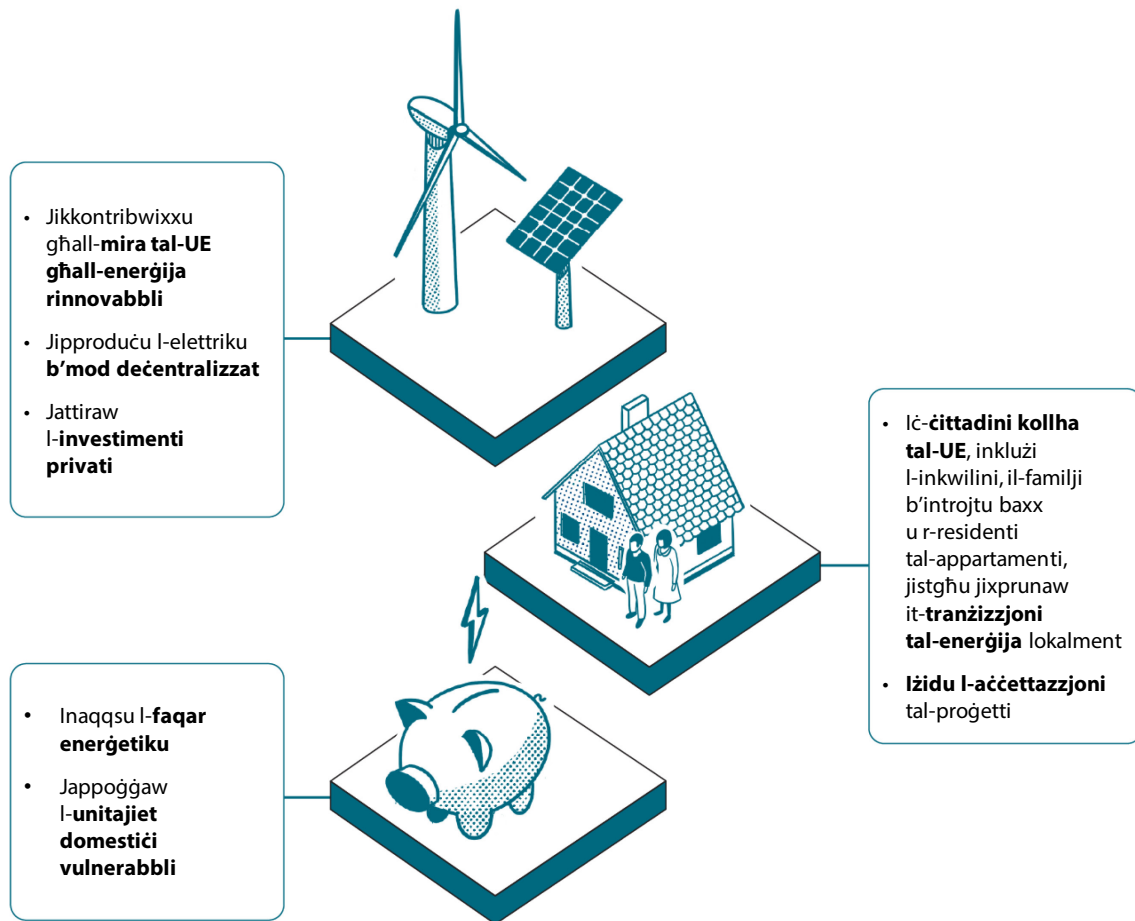 • Jikkontribwixxu
għall-mira tal-UE
għall-enerġija
rinnovabbli
• Jipproduċu l-elettriku
b’mod deċentralizzat
• Jattiraw
l-investimenti
privati
• Iċ-ċittadini kollha
tal-UE, inklużi
l-inkwilini, il-familji
b’introjtu baxx
u r-residenti
tal-appartamenti,
jistgħu jixprunaw
it-tranżizzjoni
tal-enerġija lokalment
• Iżidu l-aċċettazzjoni
tal-proġetti
• Inaqqsu l-faqar
enerġetiku
• Jappoġġaw
l-unitajiet
domestiċi
vulnerabbli